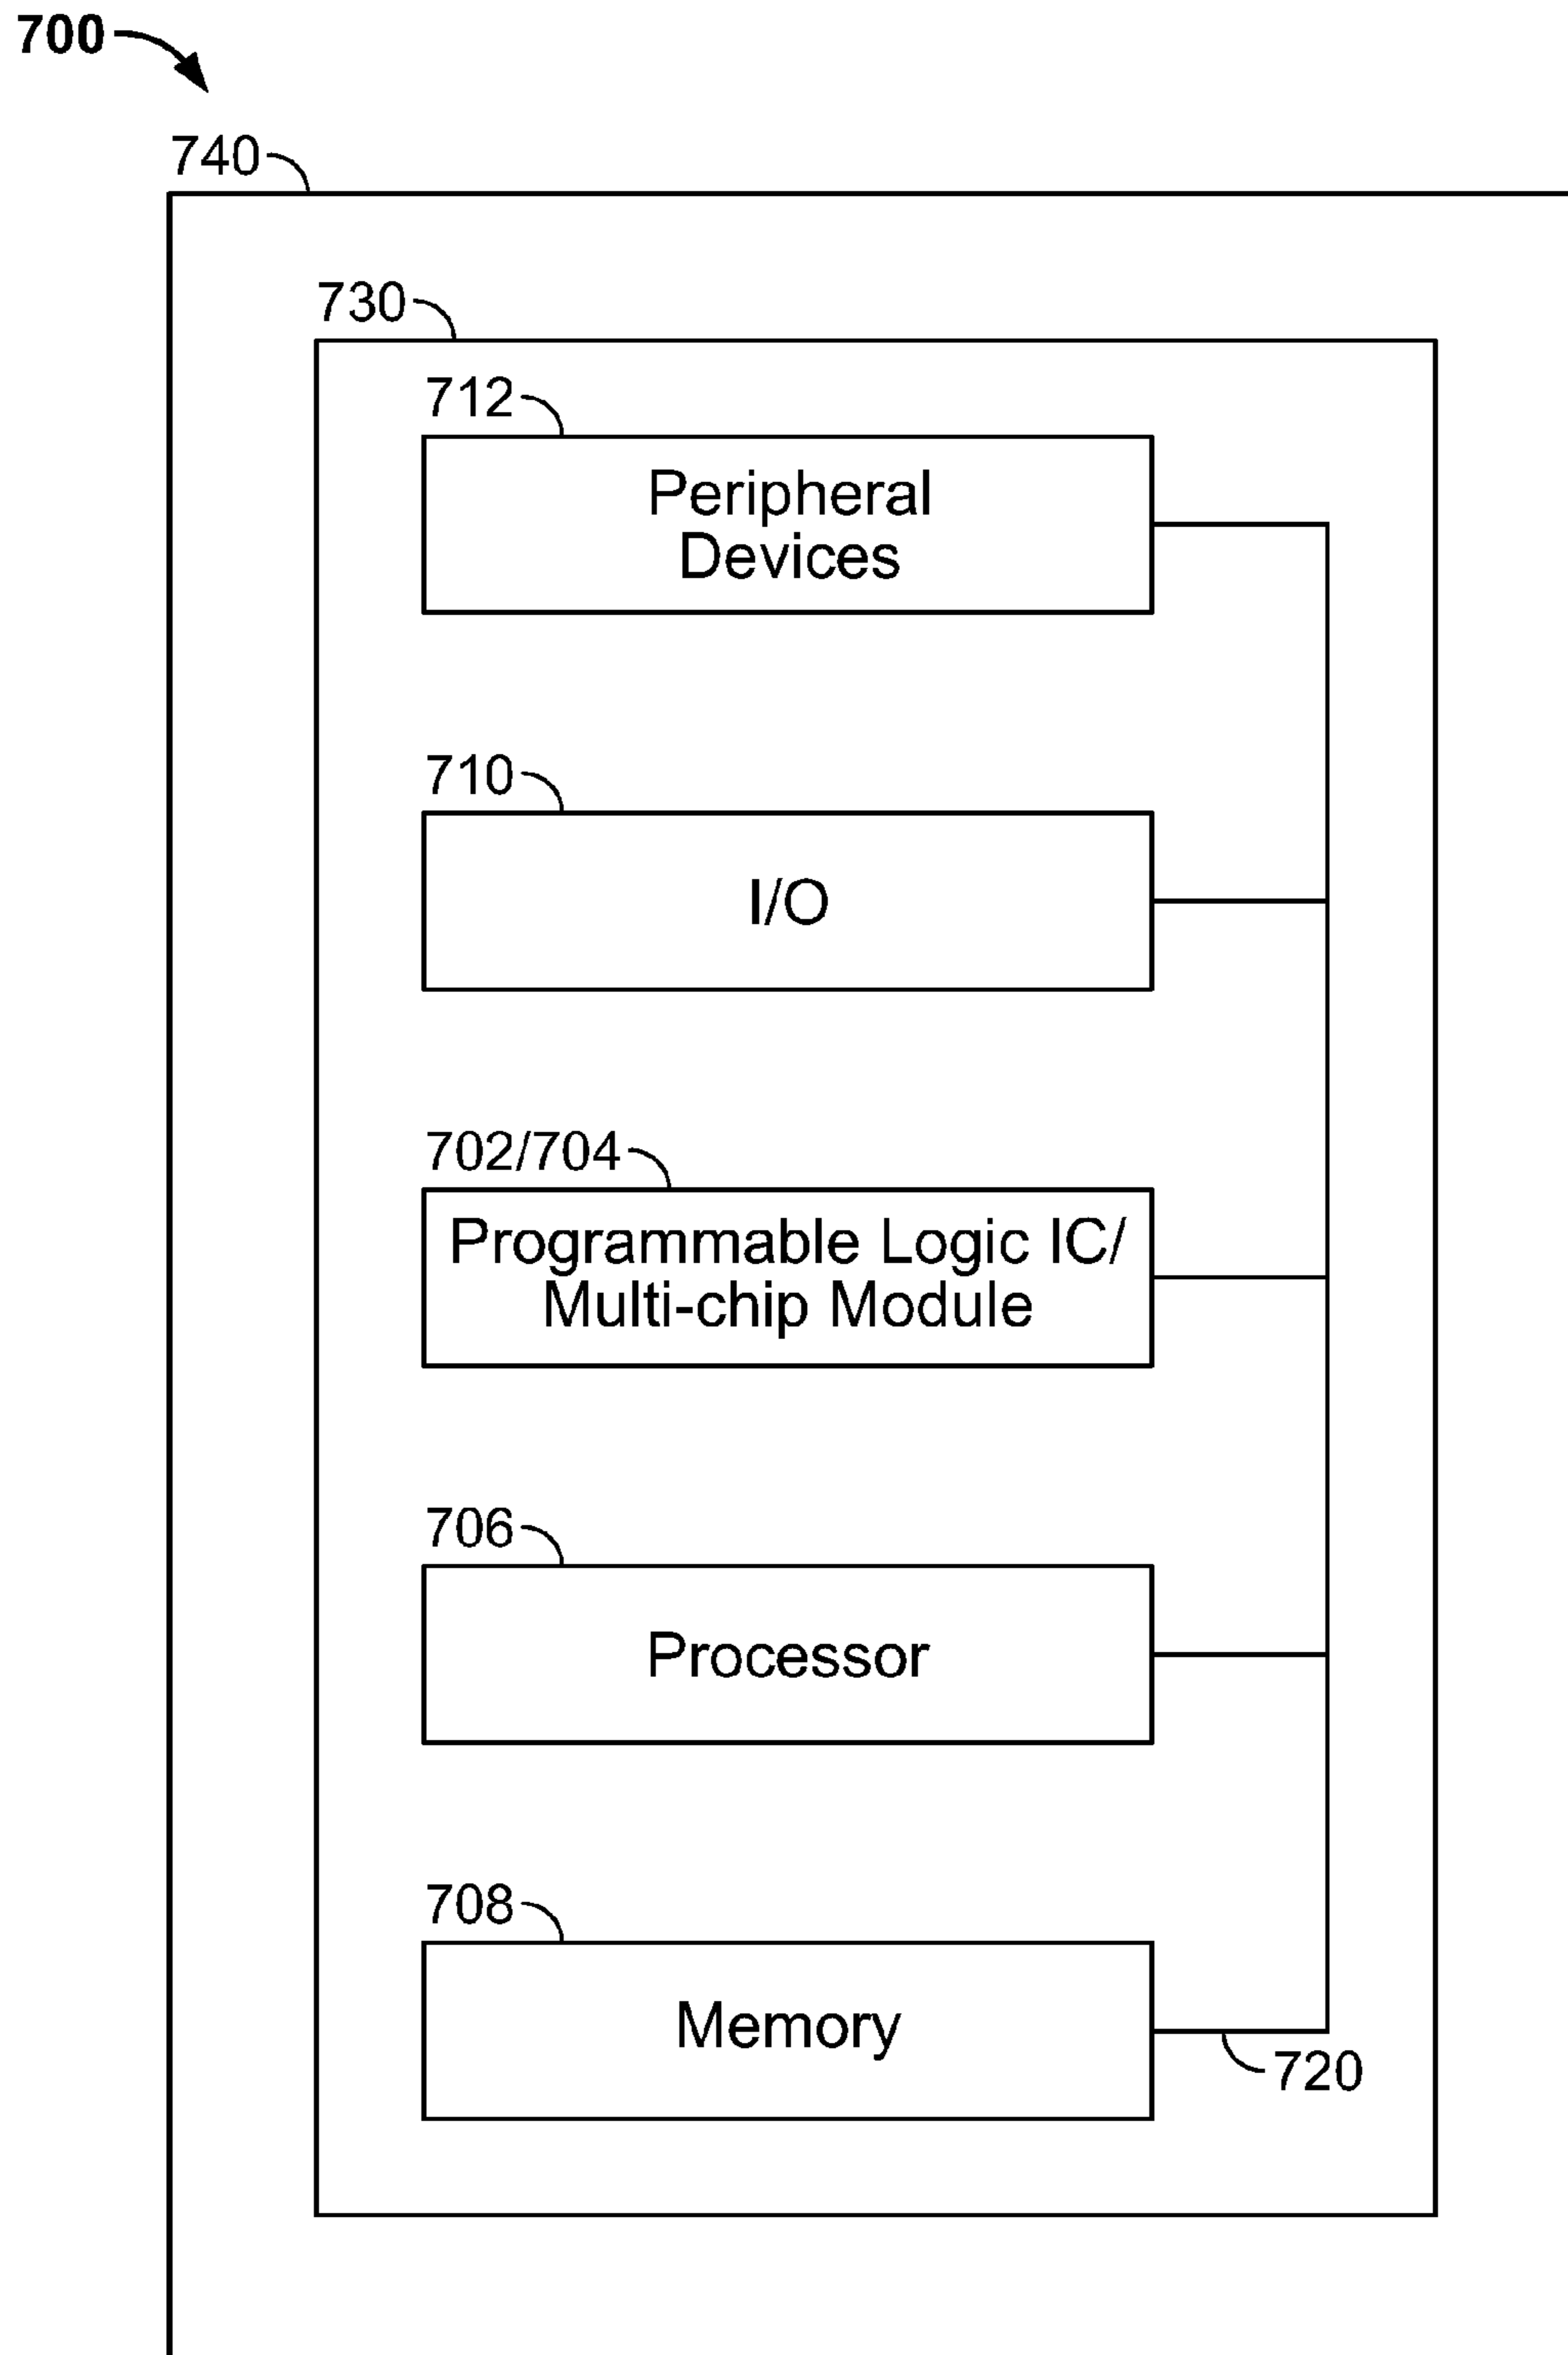 700
740
730
712
Peripheral
Devices
710
I/O
702/704
Programmable Logic IC/
Multi-chip Module
706
Processor
708
Memory
720